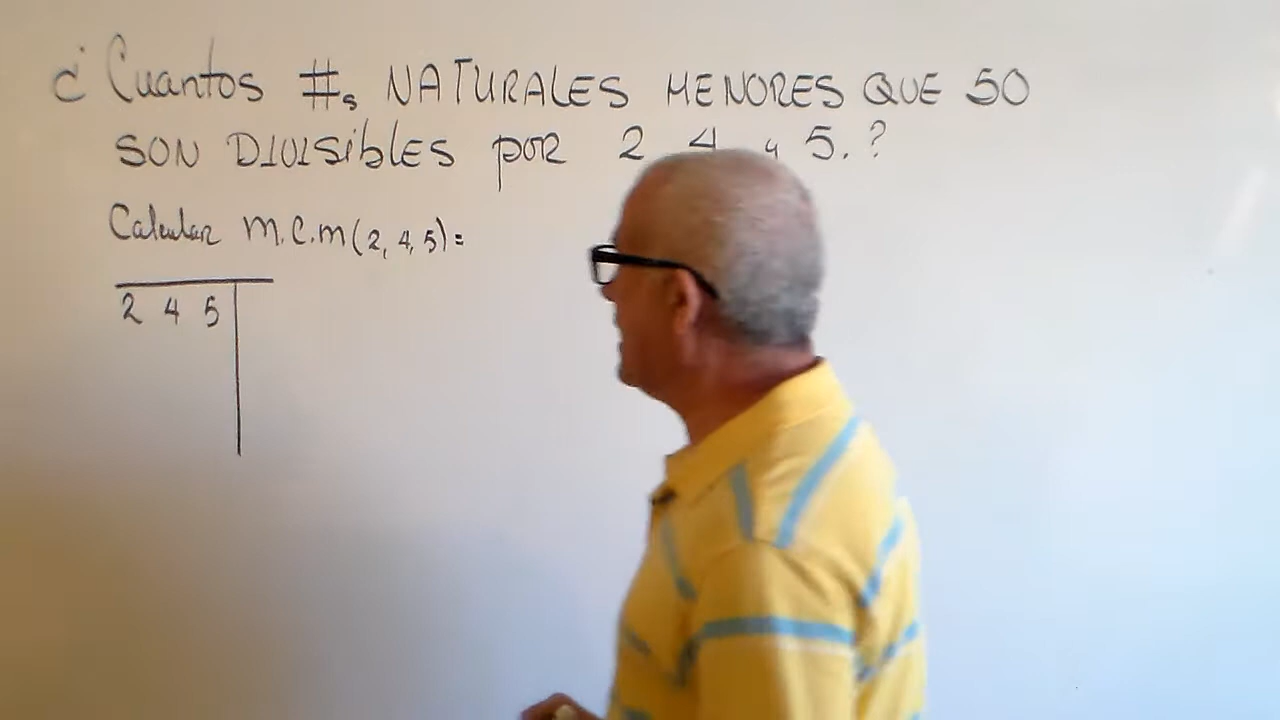 ¿Cuantos #s NATURALES MENORES QUE 50
SON DIVISIBLES POR 2 4 y 5.?
Calcular m.c.m(2, 4, 5)=
2 4 5